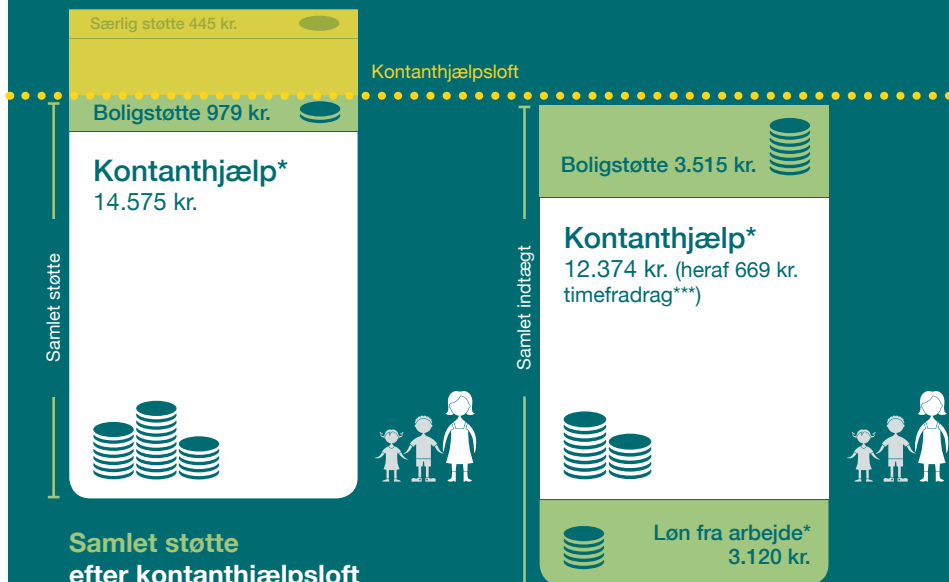 Særlig støtte 445 kr.
Kontanthjælpsloft
Boligstøtte 979 kr.
Kontanthjælp*
14.575 kr.
Samlet støtte
Samlet støtte
efter kontanthjælpsloft
Boligstøtte 3.515 kr.
Kontanthjælp*
12.374 kr. (heraf 669 kr.
timefradrag***)
Samlet indtægt
Løn fra arbejde*
3.120 kr.